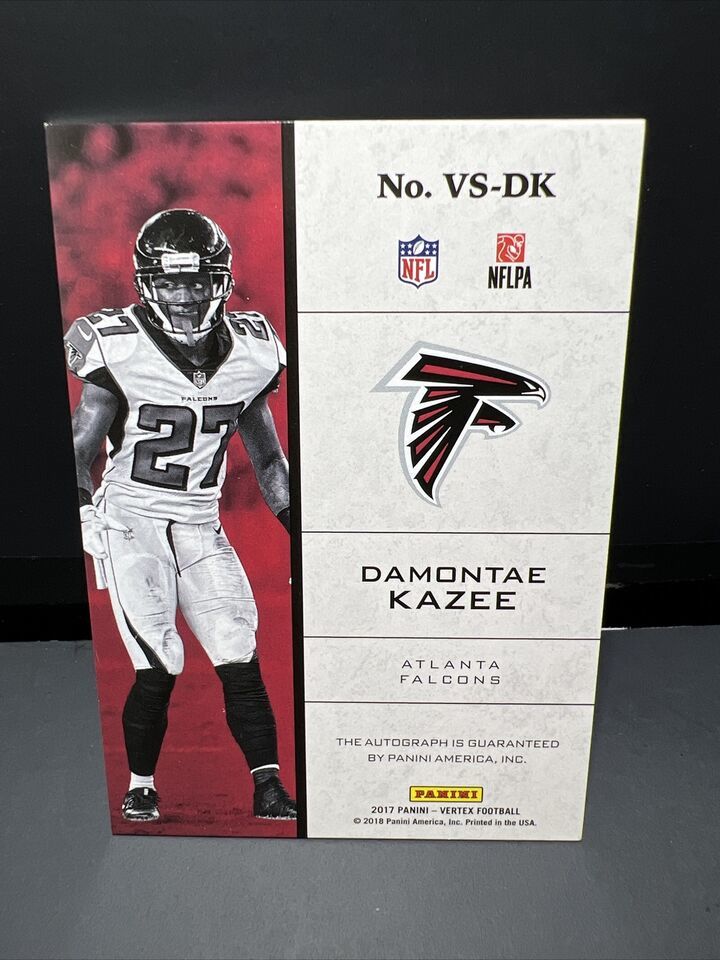 No. VS-DK
NFL
NFLPA
27
27
FALCONS
27
DAMONTAE
KAZEE
ATLANTA
FALCONS
THE AUTOGRAPH IS GUARANTEED
BY PANINI AMERICA, INC.
PANINI
2017 PANINI – VERTEX FOOTBALL
© 2018 Panini America, Inc. Printed in the USA.